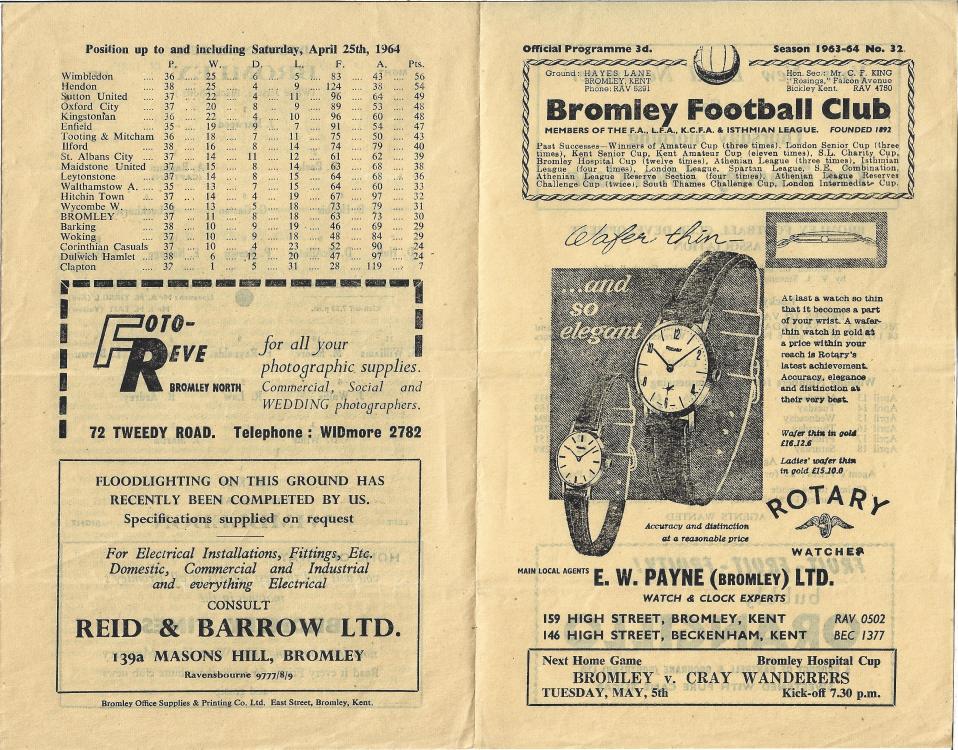 Position up to and including Saturday, April 25th, 1964
P. W. D. L. F. A. Pts.
Wimbledon ... 36 ... 25 ... 6 ... 5 ... 83 ... 43 ... 56
Hendon ... 38 ... 25 ... 4 ... 9 ... 124 ... 38 ... 54
Sutton United ... 37 ... 22 ... 4 ... 11 ... 96 ... 64 ... 49
Oxford City ... 37 ... 20 ... 8 ... 9 ... 89 ... 53 ... 48
Kingstonian ... 36 ... 22 ... 4 ... 10 ... 96 ... 60 ... 48
Enfield ... 35 ... 19 ... 9 ... 7 ... 91 ... 54 ... 47
Tooting & Mitcham 36 ... 18 ... 7 ... 11 ... 75 ... 50 ... 43
Ilford ... 38 ... 16 ... 8 ... 14 ... 74 ... 79 ... 40
St. Albans City ... 37 ... 14 ... 11 ... 12 ... 61 ... 62 ... 39
Maidstone United ... 37 ... 15 ... 8 ... 14 ... 63 ... 68 ... 38
Leytonstone ... 37 ... 14 ... 8 ... 15 ... 64 ... 68 ... 36
Walthamstow A. ... 35 ... 13 ... 7 ... 15 ... 64 ... 60 ... 33
Hitchin Town ... 37 ... 14 ... 4 ... 19 ... 67 ... 97 ... 32
Wycombe W. ... 36 ... 13 ... 5 ... 18 ... 73 ... 79 ... 31
BROMLEY ... 37 ... 11 ... 8 ... 18 ... 63 ... 73 ... 30
Barking ... 38 ... 10 ... 9 ... 19 ... 46 ... 69 ... 29
Woking ... 37 ... 10 ... 9 ... 18 ... 48 ... 84 ... 29
Corinthian Casuals 37 ... 10 ... 4 ... 23 ... 52 ... 90 ... 24
Dulwich Hamlet ... 38 ... 6 ... 12 ... 20 ... 47 ... 97 ... 24
Clapton ... 37 ... 1 ... 5 ... 31 ... 28 ... 119 ... 7
FOTO-
REVE
BROMLEY NORTH
for all your
photographic supplies.
Commercial, Social and
WEDDING photographers.
72 TWEEDY ROAD. Telephone : WIDmore 2782
FLOODLIGHTING ON THIS GROUND HAS
RECENTLY BEEN COMPLETED BY US.
Specifications supplied on request
For Electrical Installations, Fittings, Etc.
Domestic, Commercial and Industrial
and everything Electrical
CONSULT
REID & BARROW LTD.
139a MASONS HILL, BROMLEY
Ravensbourne 9777/8/9
Bromley Office Supplies & Printing Co. Ltd. East Street, Bromley, Kent.
Official Programme 3d. Season 1963-64 No. 32
Ground: HAYES LANE
BROMLEY, KENT
Phone: RAV 5291
Hon. Sec.: Mr. C. F. KING
"Rosings," Falcon Avenue
Bickley Kent. RAV 4780
Bromley Football Club
MEMBERS OF THE F.A., L.F.A., K.C.F.A. & ISTHMIAN LEAGUE. FOUNDED 1892
Past Successes—Winners of Amateur Cup (three times), London Senior Cup (three
times), Kent Senior Cup, Kent Amateur Cup (eleven times), S.L. Charity Cup,
Bromley Hospital Cup (twelve times), Athenian League (three times), Isthmian
League (four times), London League, Spartan League, S.E. Combination,
Athenian League Reserve Section (four times), Athenian League Reserves
Challenge Cup (twice), South Thames Challenge Cup, London Intermediate Cup.
Wafer thin—
...and
so
elegant
At last a watch so thin
that it becomes a part
of your wrist. A wafer-
thin watch in gold at
a price within your
reach is Rotary's
latest achievement.
Accuracy, elegance
and distinction at
their very best.
Wafer thin in gold
£16.12.6
Ladies' wafer thin
in gold £15.10.0
ROTARY
WATCHES
Accuracy and distinction
at a reasonable price
MAIN LOCAL AGENTS E. W. PAYNE (BROMLEY) LTD.
WATCH & CLOCK EXPERTS
159 HIGH STREET, BROMLEY, KENT RAV 0502
146 HIGH STREET, BECKENHAM, KENT BEC 1377
Next Home Game Bromley Hospital Cup
BROMLEY v. CRAY WANDERERS
TUESDAY, MAY, 5th Kick-off 7.30 p.m.